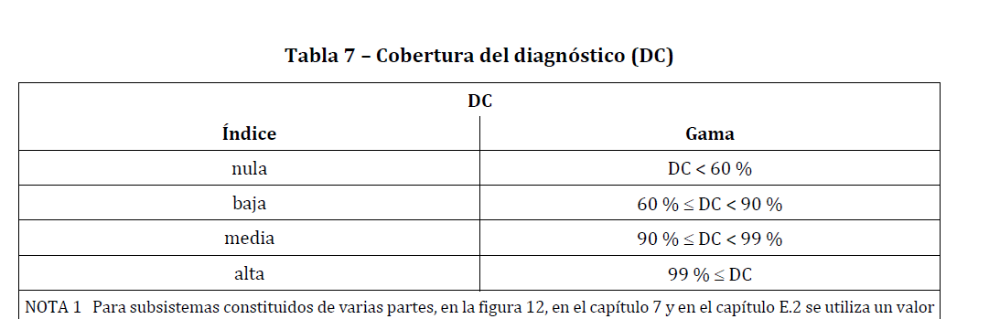 Tabla 7 – Cobertura del diagnóstico (DC)
DC
Índice Gama
nula DC < 60 %
baja 60 % ≤ DC < 90 %
media 90 % ≤ DC < 99 %
alta 99 % ≤ DC
NOTA 1 Para subsistemas constituidos de varias partes, en la figura 12, en el capítulo 7 y en el capítulo E.2 se utiliza un valor